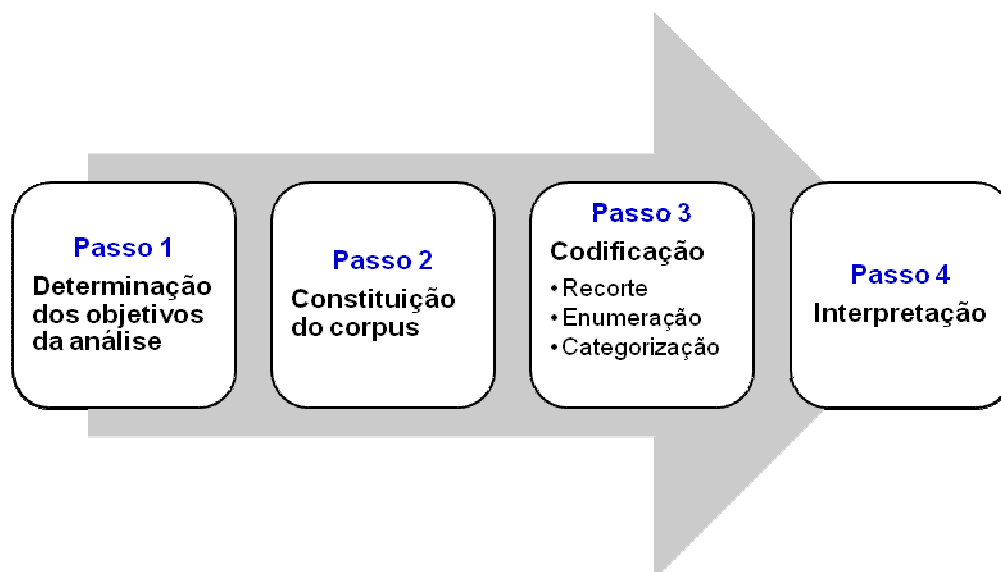 Passo 1
Determinação
dos objetivos
da análise
Passo 2
Constituição
do corpus
Passo 3
Codificação
• Recorte
• Enumeração
• Categorização
Passo 4
Interpretação